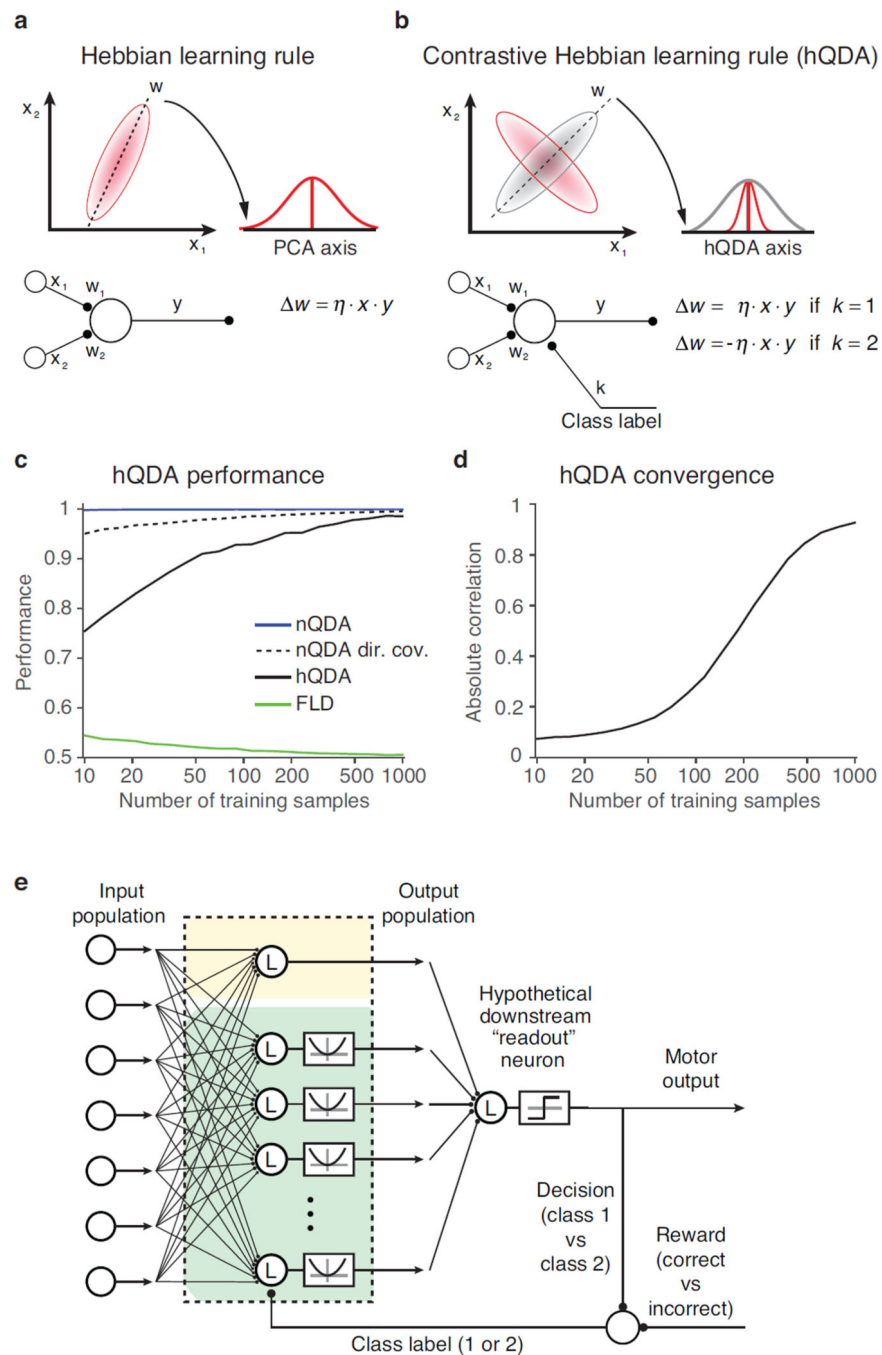 a
Hebbian learning rule
x2
w
x1
PCA axis
x1
w1
y
x2
w2
Δw = η · x · y
b
Contrastive Hebbian learning rule (hQDA)
x2
w
x1
hQDA axis
x1
w1
y
x2
w2
k
Class label
Δw = η · x · y if k = 1
Δw = -η · x · y if k = 2
c
hQDA performance
Performance
1
0.9
0.8
0.7
0.6
0.5
nQDA
nQDA dir. cov.
hQDA
FLD
10 20 50 100 200 500 1000
Number of training samples
d
hQDA convergence
Absolute correlation
1
0.8
0.6
0.4
0.2
0
10 20 50 100 200 500 1000
Number of training samples
e
Input
population
Output
population
L
L
L
L
L
Hypothetical
downstream
“readout”
neuron
L
Motor
output
Decision
(class 1
vs
class 2)
Reward
(correct
vs
incorrect)
Class label (1 or 2)